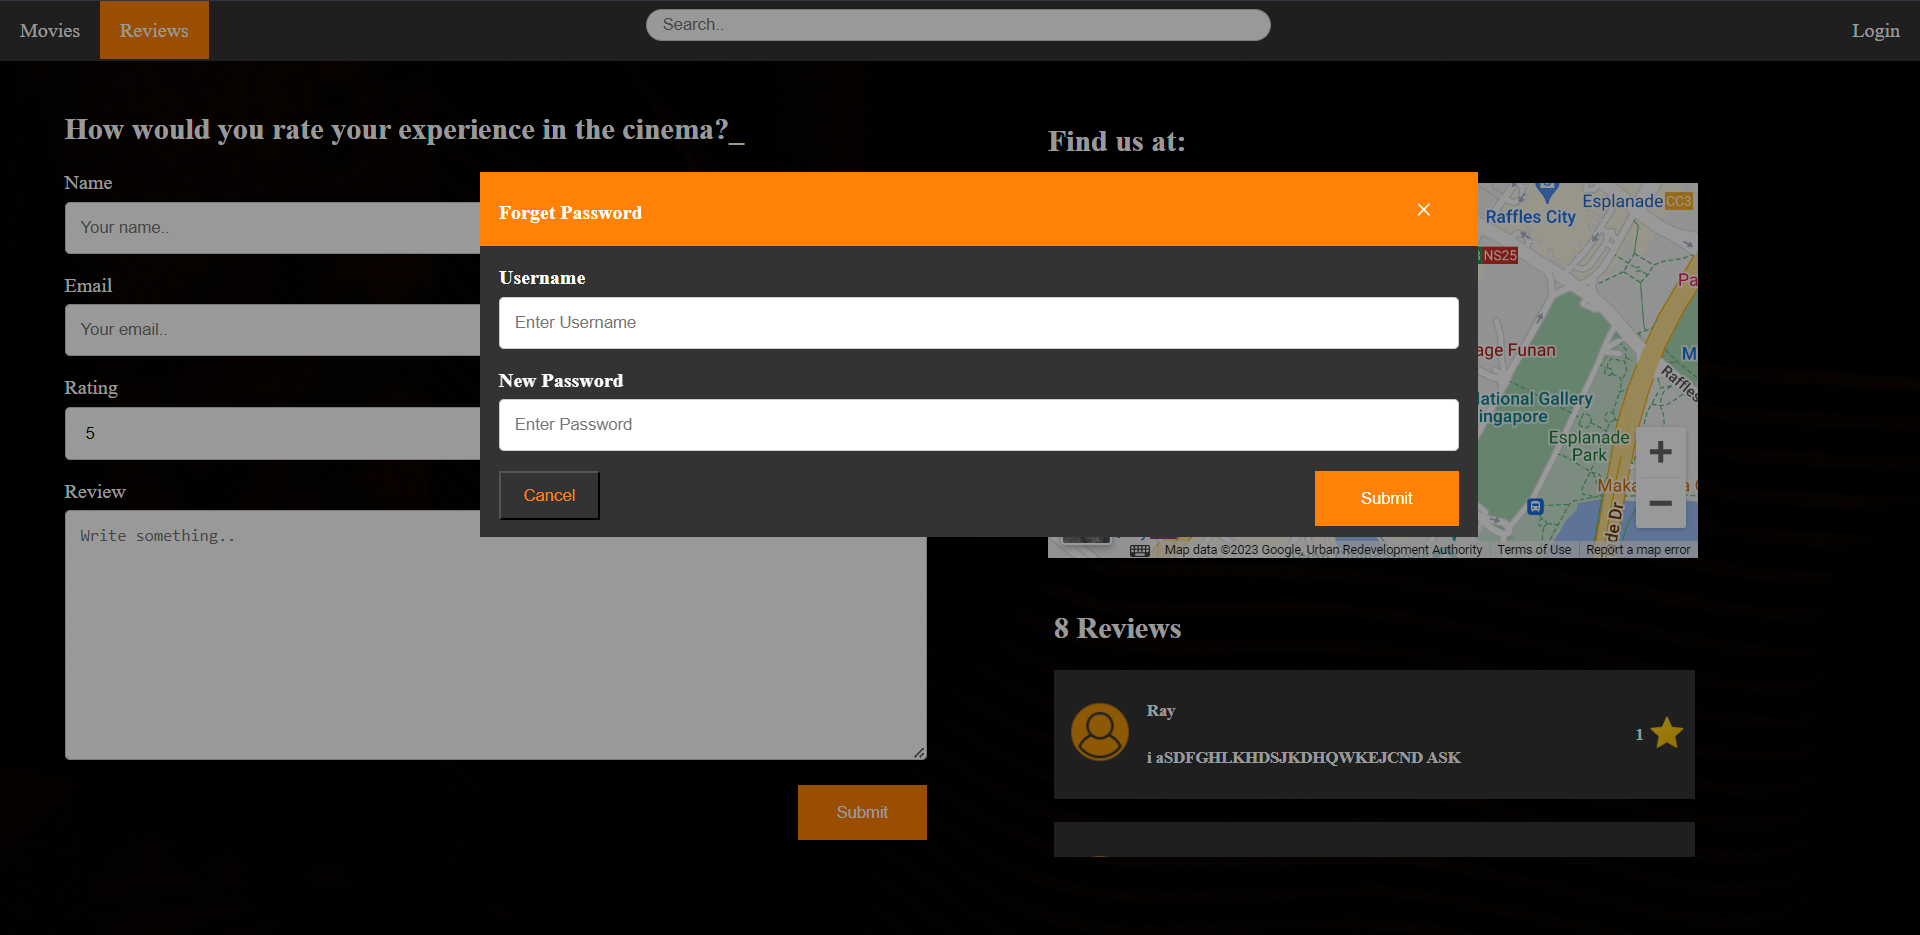 Movies
Reviews
Search..
Login
How would you rate your experience in the cinema?_
Name
Your name..
Email
Your email..
Rating
5
Review
Write something..
Submit
Forget Password
×
Username
Enter Username
New Password
Enter Password
Cancel
Submit
Find us at:
Esplanade CC3
Raffles City
NS25
Pa
age Funan
M
Raffles
National Gallery
Singapore
Esplanade
Park
Maka
a
de Dr
+
−
Map data ©2023 Google, Urban Redevelopment Authority
Terms of Use
Report a map error
8 Reviews
Ray
i aSDFGHLKHDSJKDHQWKEJCND ASK
1